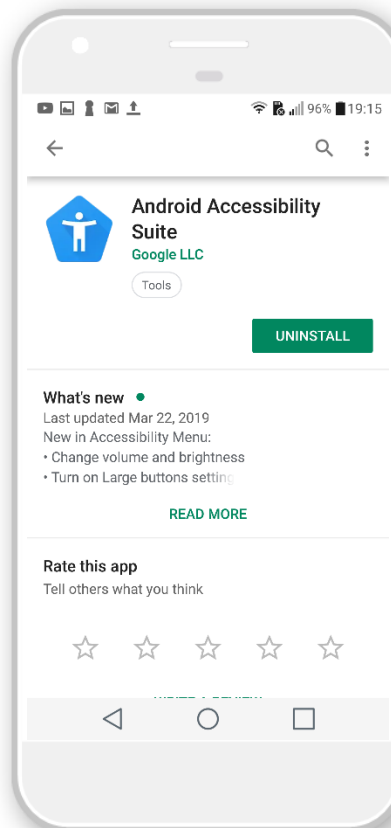 96% 19:15
Android Accessibility
Suite
Google LLC
Tools
UNINSTALL
What's new
Last updated Mar 22, 2019
New in Accessibility Menu:
• Change volume and brightness
• Turn on Large buttons setting
READ MORE
Rate this app
Tell others what you think